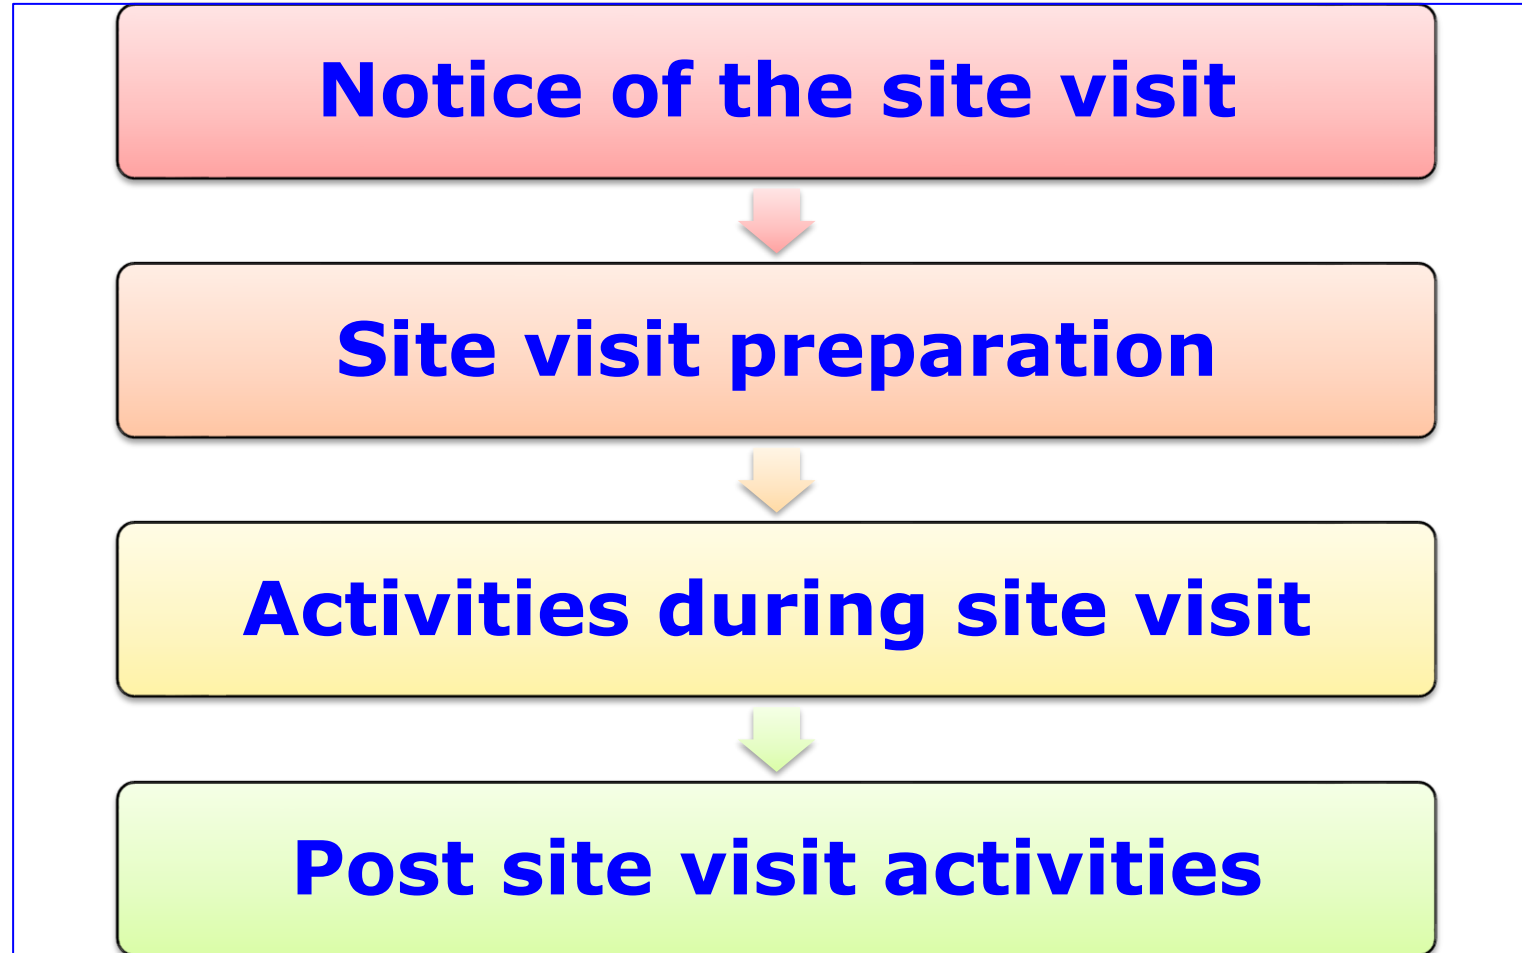 Notice of the site visit
Site visit preparation
Activities during site visit
Post site visit activities